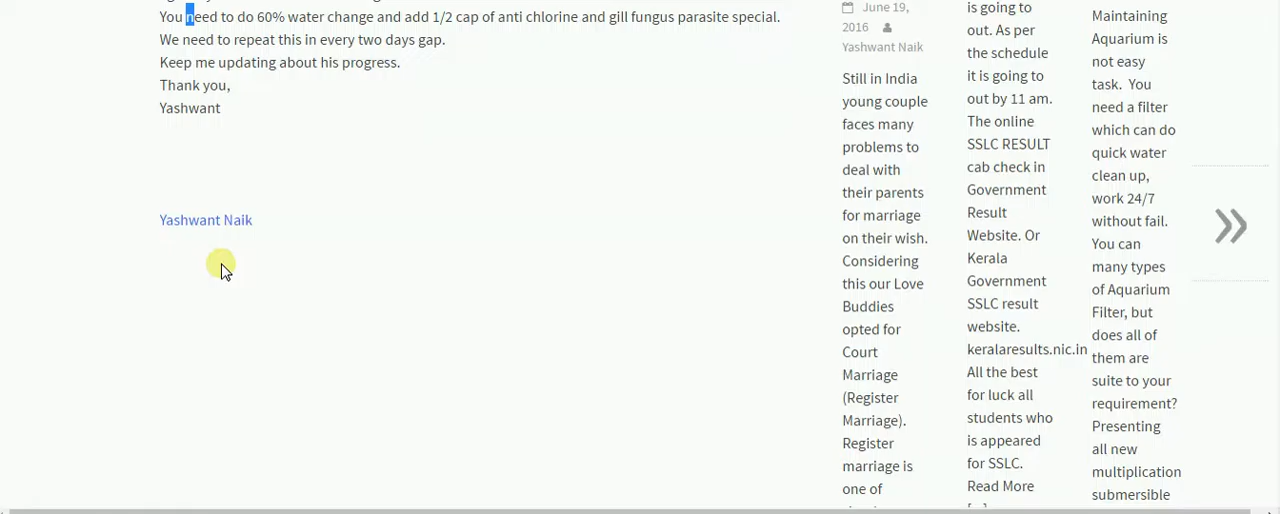 You need to do 60% water change and add 1/2 cap of anti chlorine and gill fungus parasite special.
We need to repeat this in every two days gap.
Keep me updating about his progress.
Thank you,
Yashwant
Yashwant Naik
June 19,
2016
Yashwant Naik
Still in India
young couple
faces many
problems to
deal with
their parents
for marriage
on their wish.
Considering
this our Love
Buddies
opted for
Court
Marriage
(Register
Marriage).
Register
marriage is
one of
is going to
out. As per
the schedule
it is going to
out by 11 am.
The online
SSLC RESULT
cab check in
Government
Result
Website. Or
Kerala
Government
SSLC result
website.
keralaresults.nic.in
All the best
for luck all
students who
is appeared
for SSLC.
Read More
Maintaining
Aquarium is
not easy
task. You
need a filter
which can do
quick water
clean up,
work 24/7
without fail.
You can
many types
of Aquarium
Filter, but
does all of
them are
suite to your
requirement?
Presenting
all new
multiplication
submersible